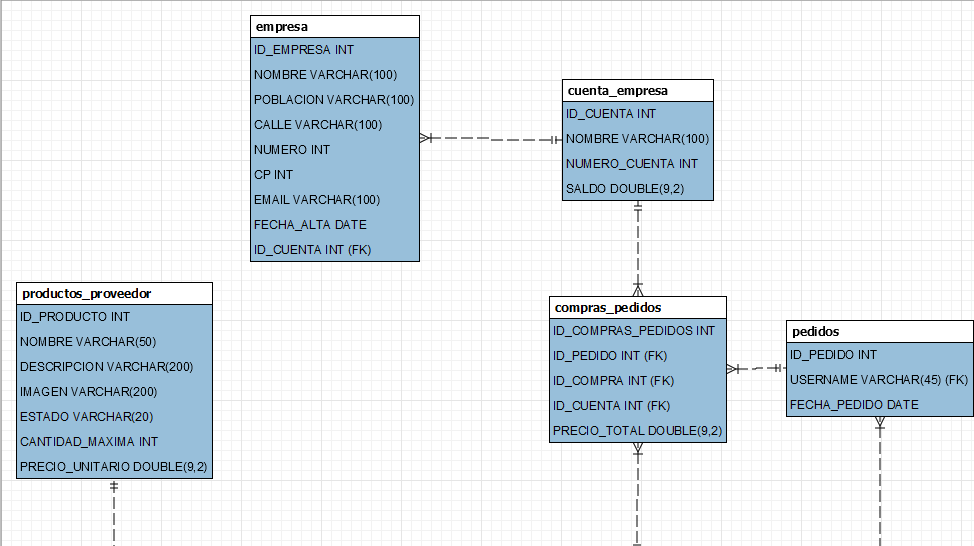 empresa
ID_EMPRESA INT
NOMBRE VARCHAR(100)
POBLACION VARCHAR(100)
CALLE VARCHAR(100)
NUMERO INT
CP INT
EMAIL VARCHAR(100)
FECHA_ALTA DATE
ID_CUENTA INT (FK)
cuenta_empresa
ID_CUENTA INT
NOMBRE VARCHAR(100)
NUMERO_CUENTA INT
SALDO DOUBLE(9,2)
productos_proveedor
ID_PRODUCTO INT
NOMBRE VARCHAR(50)
DESCRIPCION VARCHAR(200)
IMAGEN VARCHAR(200)
ESTADO VARCHAR(20)
CANTIDAD_MAXIMA INT
PRECIO_UNITARIO DOUBLE(9,2)
compras_pedidos
ID_COMPRAS_PEDIDOS INT
ID_PEDIDO INT (FK)
ID_COMPRA INT (FK)
ID_CUENTA INT (FK)
PRECIO_TOTAL DOUBLE(9,2)
pedidos
ID_PEDIDO INT
USERNAME VARCHAR(45) (FK)
FECHA_PEDIDO DATE